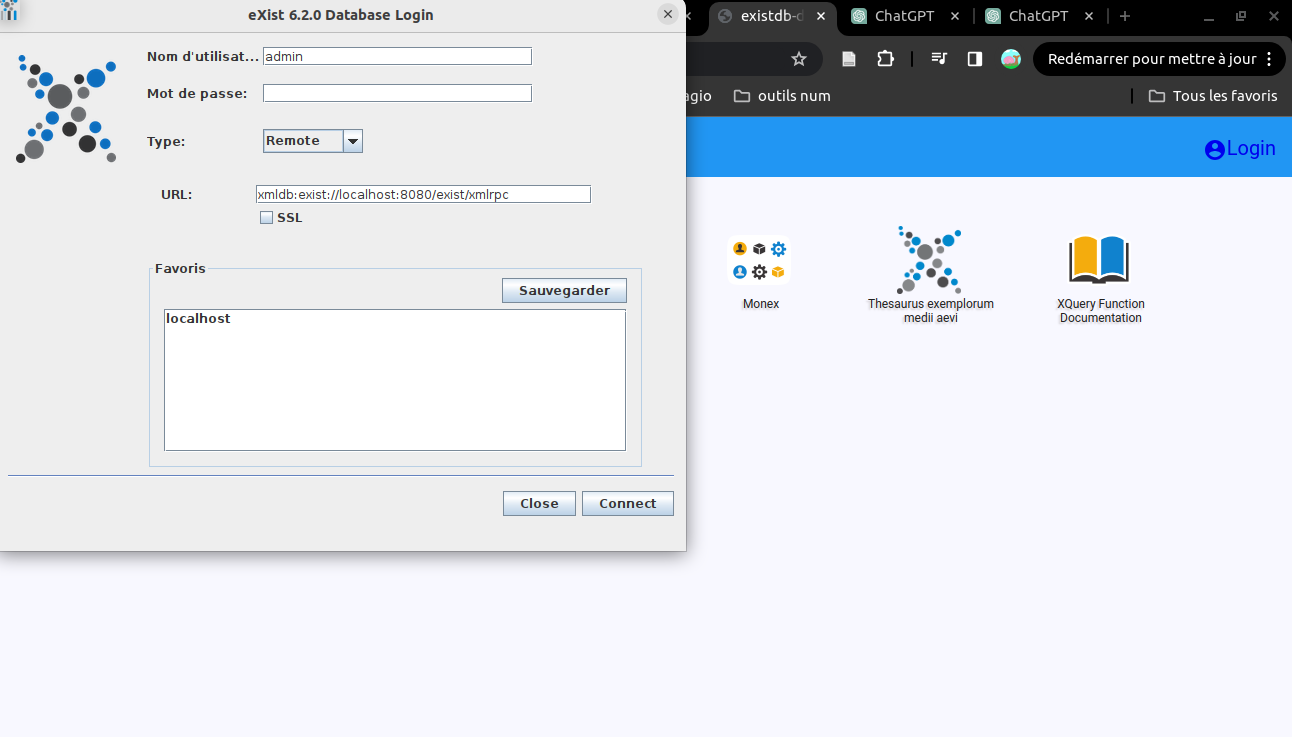 eXist 6.2.0 Database Login
Nom d'utilisat... admin
Mot de passe:
Type: Remote
URL: xmldb:exist://localhost:8080/exist/xmlrpc
SSL
Favoris
Sauvegarder
localhost
Close Connect
existdb-d
ChatGPT
ChatGPT
Redémarrer pour mettre à jour
agio
outils num
Tous les favoris
Login
Monex
Thesaurus exemplorum
medii aevi
XQuery Function
Documentation